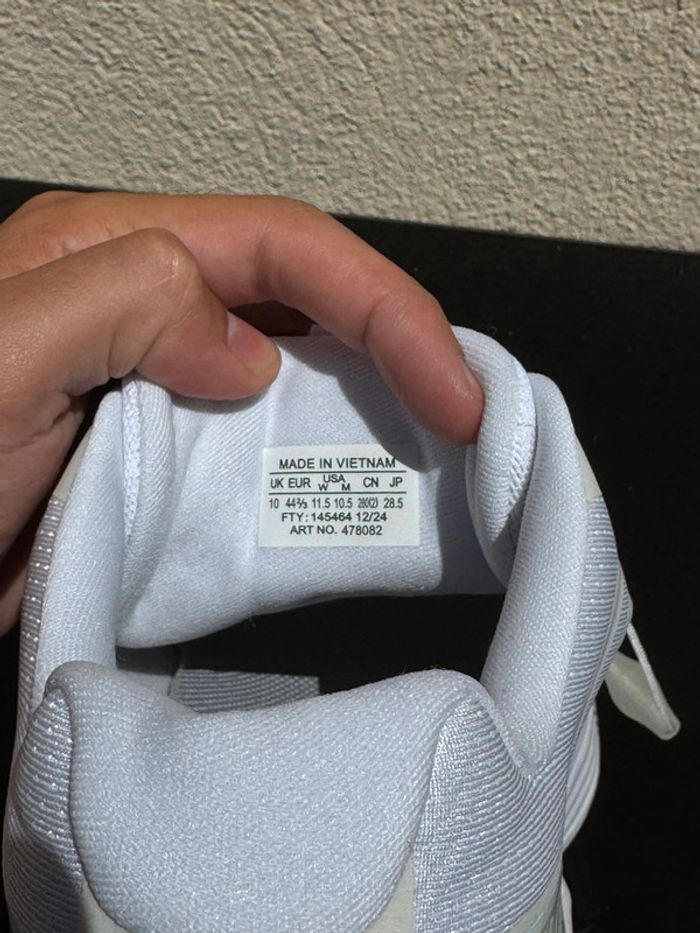 MADE IN VIETNAM
UK EUR USA W M CN JP
10 44⅔ 11.5 10.5 280(2) 28.5
FTY: 145464 12/24
ART NO. 478082